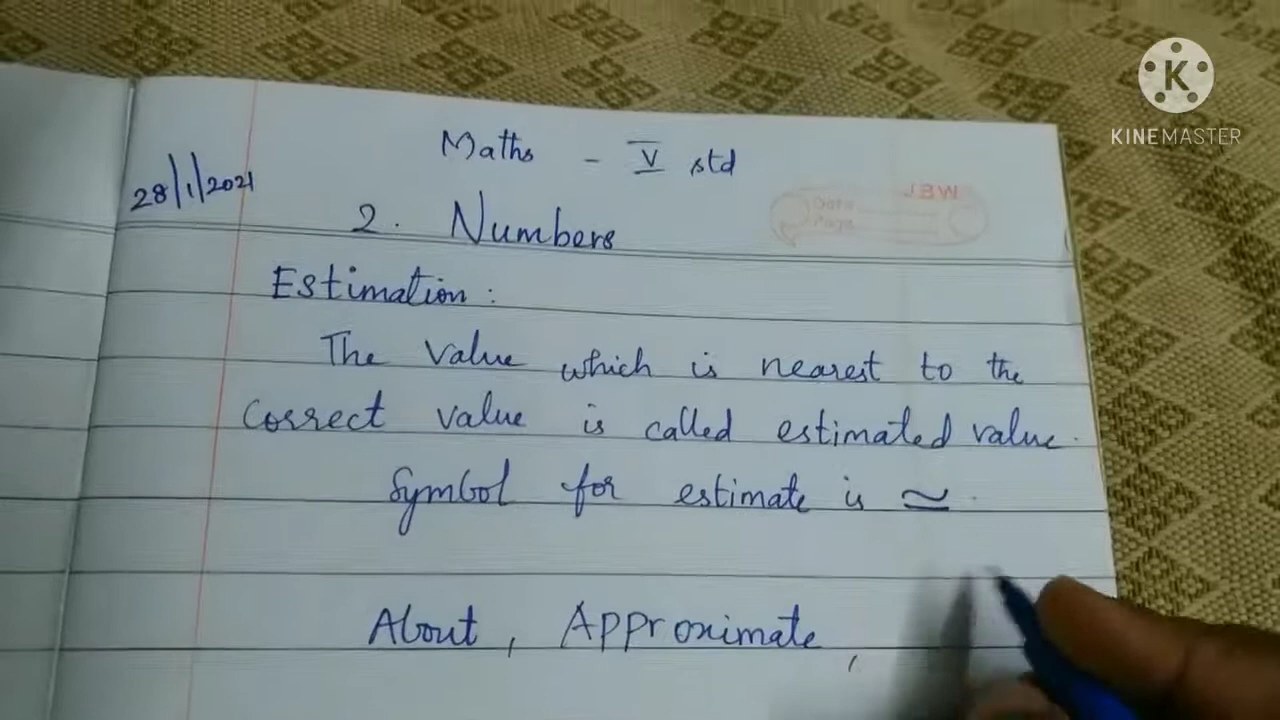 K
KINEMASTER
Maths - V std
28/1/2021
2. Numbers
Estimation :
The value which is nearest to the
correct value is called estimated value.
Symbol for estimate is ≃.
About, Approximate,